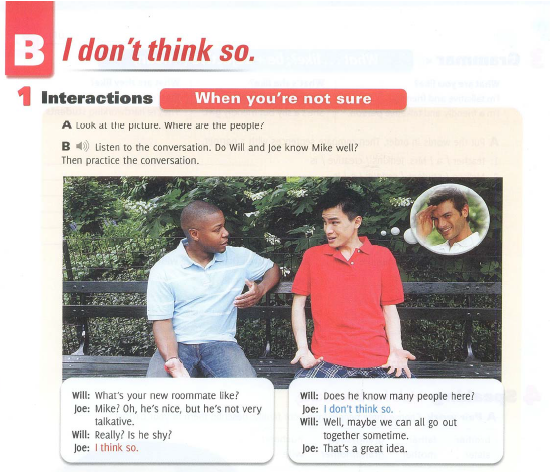 B I don't think so.
1 Interactions When you're not sure
A Look at the picture. Where are the people?
B Listen to the conversation. Do Will and Joe know Mike well?
Then practice the conversation.
Will: What's your new roommate like?
Joe: Mike? Oh, he's nice, but he's not very
talkative.
Will: Really? Is he shy?
Joe: I think so.
Will: Does he know many people here?
Joe: I don't think so.
Will: Well, maybe we can all go out
together sometime.
Joe: That's a great idea.